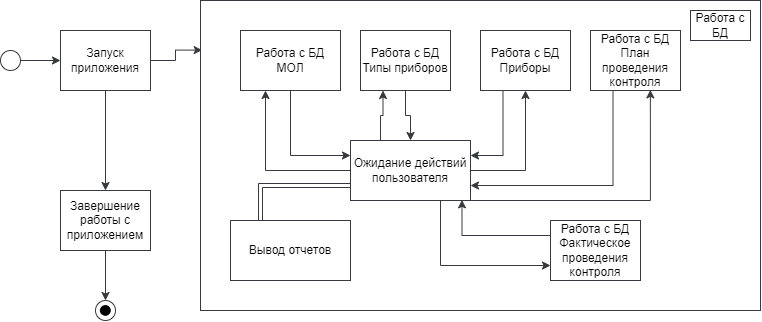 Запуск
приложения
Работа с БД
МОЛ
Работа с БД
Типы приборов
Работа с БД
Приборы
Работа с БД
План
проведения
контроля
Работа с
БД
Ожидание действий
пользователя
Завершение
работы с
приложением
Вывод отчетов
Работа с БД
Фактическое
проведения
контроля